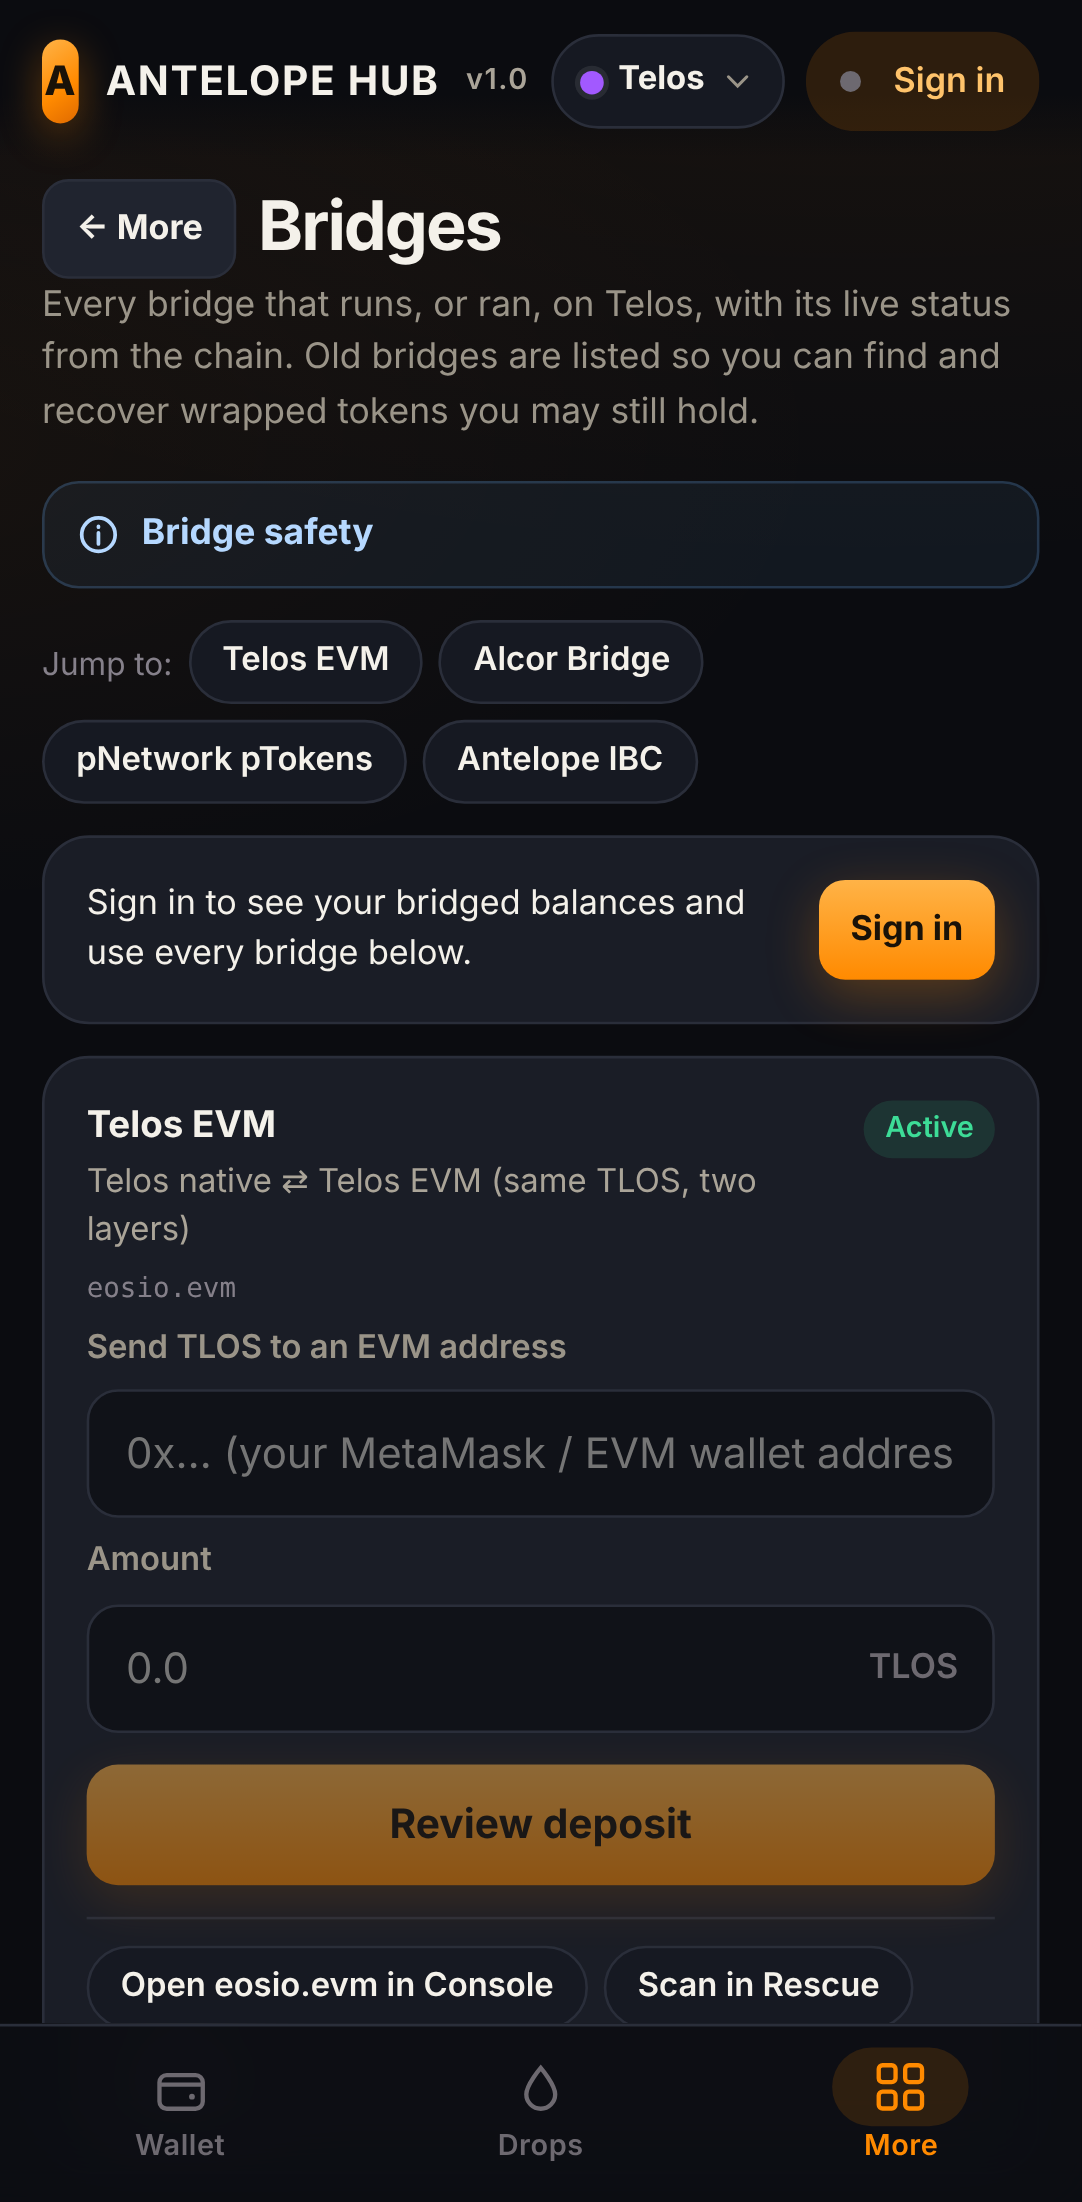 A ANTELOPE HUB v1.0 Telos Sign in
← More Bridges
Every bridge that runs, or ran, on Telos, with its live status
from the chain. Old bridges are listed so you can find and
recover wrapped tokens you may still hold.
Bridge safety
Jump to: Telos EVM Alcor Bridge
pNetwork pTokens Antelope IBC
Sign in to see your bridged balances and
use every bridge below.
Sign in
Telos EVM Active
Telos native ⇄ Telos EVM (same TLOS, two
layers)
eosio.evm
Send TLOS to an EVM address
0x... (your MetaMask / EVM wallet addres
Amount
0.0 TLOS
Review deposit
Open eosio.evm in Console Scan in Rescue
Wallet Drops More